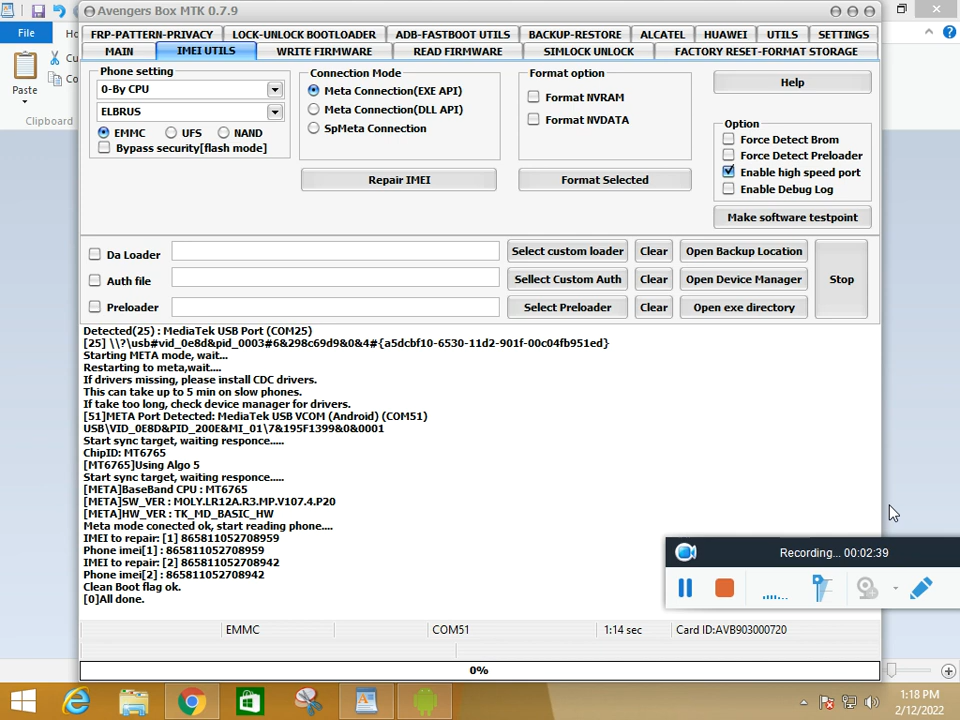 Avengers Box MTK 0.7.9
File
Ho
Paste
Cu
Co
Clipboard
FRP-PATTERN-PRIVACY
LOCK-UNLOCK BOOTLOADER
ADB-FASTBOOT UTILS
BACKUP-RESTORE
ALCATEL
HUAWEI
UTILS
SETTINGS
MAIN
IMEI UTILS
WRITE FIRMWARE
READ FIRMWARE
SIMLOCK UNLOCK
FACTORY RESET-FORMAT STORAGE
Phone setting
0-By CPU
ELBRUS
EMMC
UFS
NAND
Bypass security[flash mode]
Connection Mode
Meta Connection(EXE API)
Meta Connection(DLL API)
SpMeta Connection
Repair IMEI
Format option
Format NVRAM
Format NVDATA
Format Selected
Help
Option
Force Detect Brom
Force Detect Preloader
Enable high speed port
Enable Debug Log
Make software testpoint
Da Loader
Select custom loader
Clear
Open Backup Location
Auth file
Sellect Custom Auth
Clear
Open Device Manager
Preloader
Select Preloader
Clear
Open exe directory
Stop
Detected(25) : MediaTek USB Port (COM25)
[25] \\?\usb#vid_0e8d&pid_0003#6&298c69d9&0&4#{a5dcbf10-6530-11d2-901f-00c04fb951ed}
Starting META mode, wait...
Restarting to meta,wait....
If drivers missing, please install CDC drivers.
This can take up to 5 min on slow phones.
If take too long, check device manager for drivers.
[51]META Port Detected: MediaTek USB VCOM (Android) (COM51)
USB\VID_0E8D&PID_200E&MI_01\7&195F1399&0&0001
Start sync target, waiting responce.....
ChipID: MT6765
[MT6765]Using Algo 5
Start sync target, waiting responce.....
[META]BaseBand CPU : MT6765
[META]SW_VER : MOLY.LR12A.R3.MP.V107.4.P20
[META]HW_VER : TK_MD_BASIC_HW
Meta mode conected ok, start reading phone....
IMEI to repair: [1] 865811052708959
Phone imei[1] : 865811052708959
IMEI to repair: [2] 865811052708942
Phone imei[2] : 865811052708942
Clean Boot flag ok.
[0]All done.
Recording... 00:02:39
EMMC
COM51
1:14 sec
Card ID:AVB903000720
0%
1:18 PM
2/12/2022